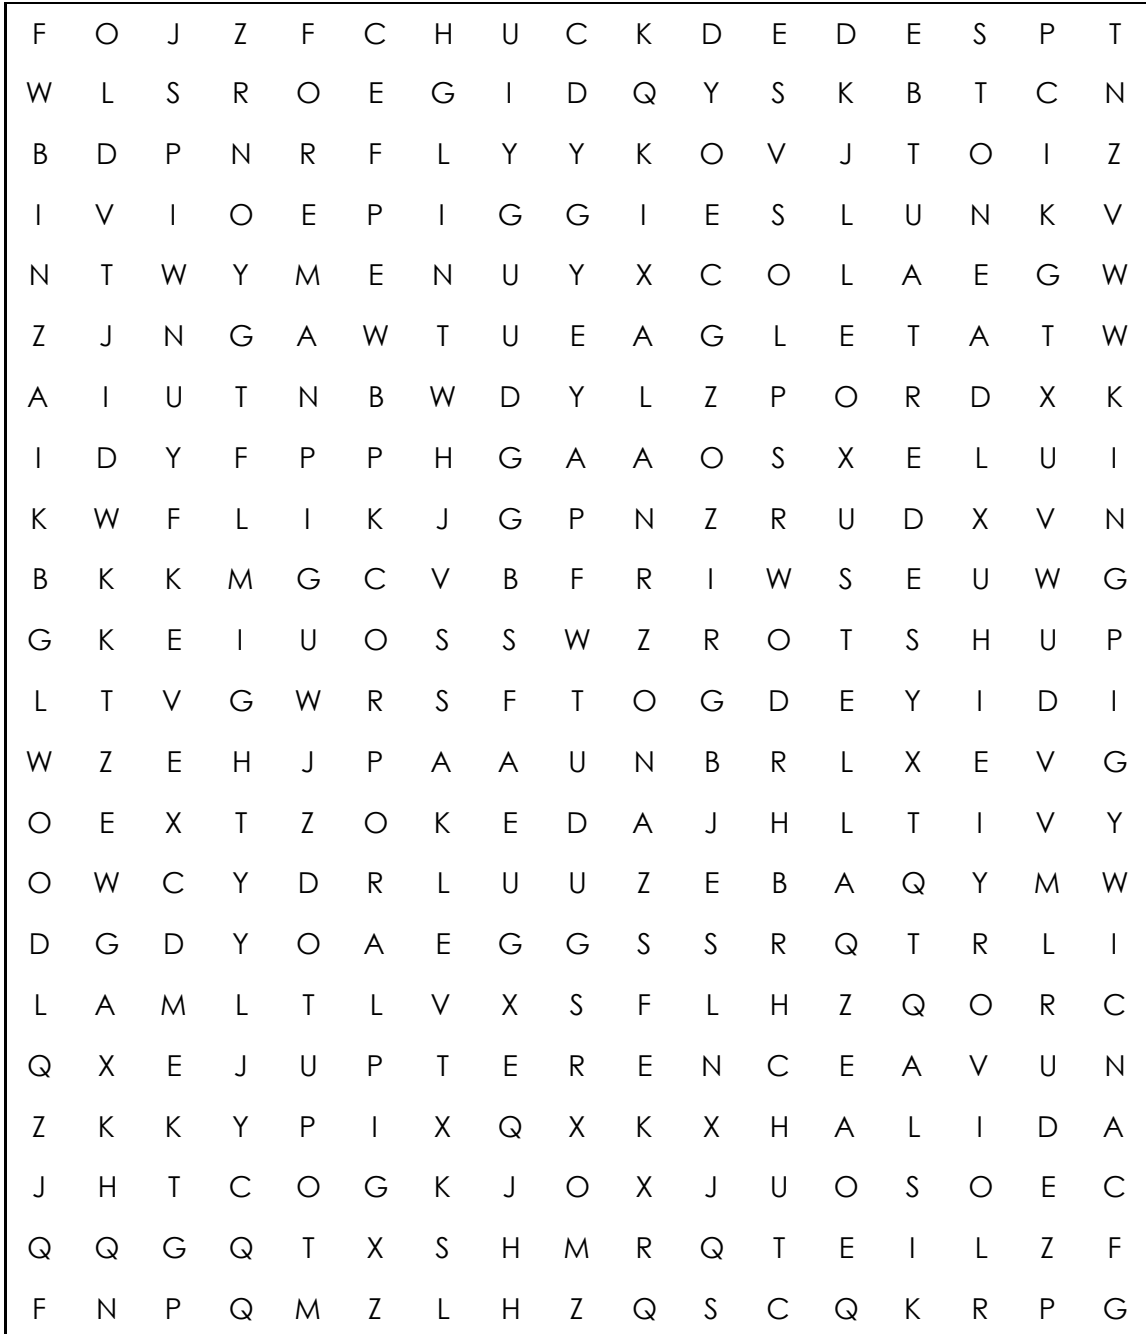 F O J Z F C H U C K D E D E S P T
W L S R O E G I D Q Y S K B T C N
B D P N R F L Y Y K O V J T O I Z
I V I O E P I G G I E S L U N K V
N T W Y M E N U Y X C O L A E G W
Z J N G A W T U E A G L E T A T W
A I U T N B W D Y L Z P O R D X K
I D Y F P P H G A A O S X E L U I
K W F L I K J G P N Z R U D X V N
B K K M G C V B F R I W S E U W G
G K E I U O S S W Z R O T S H U P
L T V G W R S F T O G D E Y I D I
W Z E H J P A A U N B R L X E V G
O E X T Z O K E D A J H L T I V Y
O W C Y D R L U U Z E B A Q Y M W
D G D Y O A E G G S S R Q T R L I
L A M L T L V X S F L H Z Q O R C
Q X E J U P T E R E N C E A V U N
Z K K Y P I X Q X K X H A L I D A
J H T C O G K J O X J U O S O E C
Q Q G Q T X S H M R Q T E I L Z F
F N P Q M Z L H Z Q S C Q K R P G